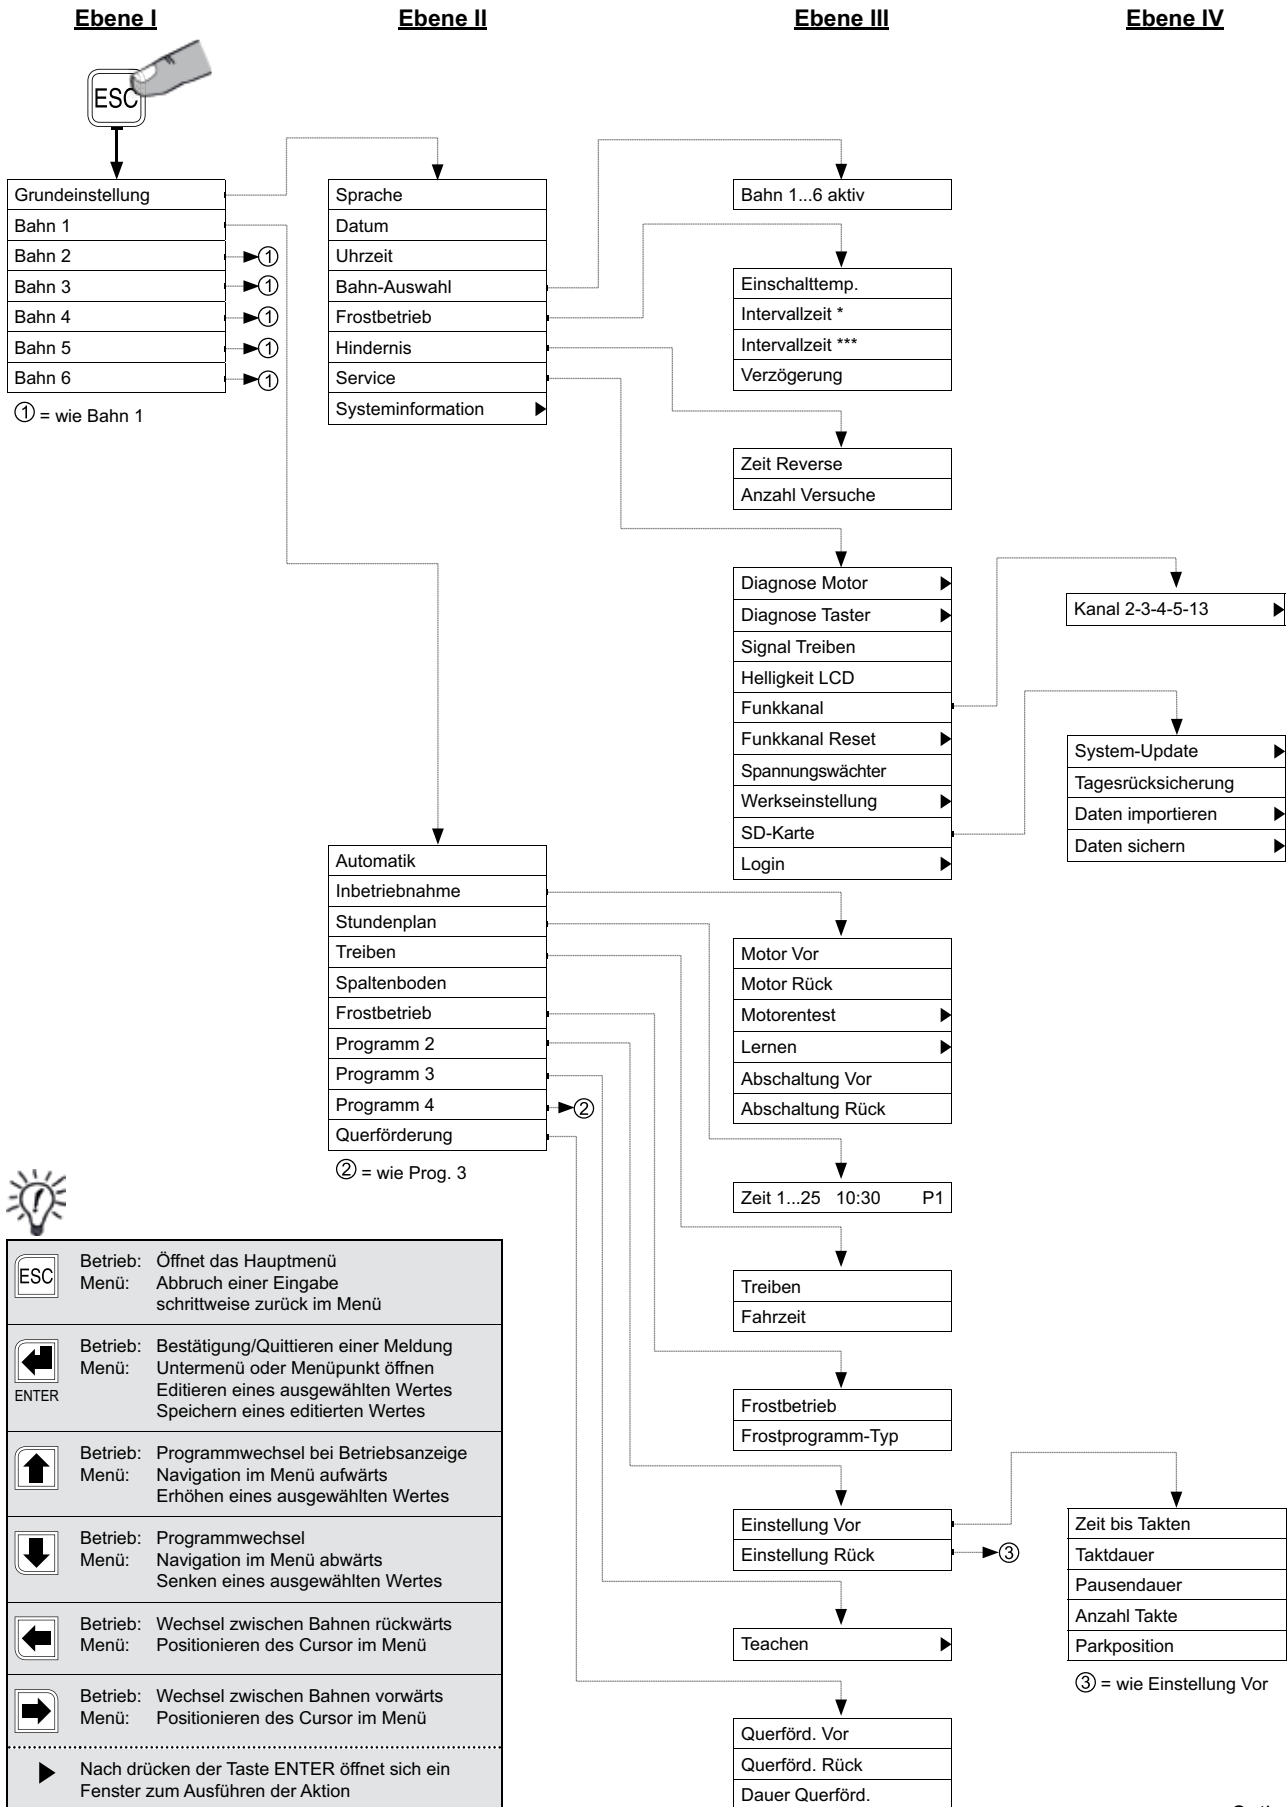 Ebene I
Ebene II
Ebene III
Ebene IV
ESC
Grundeinstellung
Bahn 1
Bahn 2 ①
Bahn 3 ①
Bahn 4 ①
Bahn 5 ①
Bahn 6 ①
① = wie Bahn 1
Sprache
Datum
Uhrzeit
Bahn-Auswahl
Frostbetrieb
Hindernis
Service
Systeminformation
Bahn 1...6 aktiv
Einschalttemp.
Intervallzeit *
Intervallzeit ***
Verzögerung
Zeit Reverse
Anzahl Versuche
Diagnose Motor
Diagnose Taster
Signal Treiben
Helligkeit LCD
Funkkanal
Funkkanal Reset
Spannungswächter
Werkseinstellung
SD-Karte
Login
Kanal 2-3-4-5-13
System-Update
Tagesrücksicherung
Daten importieren
Daten sichern
Automatik
Inbetriebnahme
Stundenplan
Treiben
Spaltenboden
Frostbetrieb
Programm 2
Programm 3
Programm 4 ②
Querförderung
② = wie Prog. 3
Motor Vor
Motor Rück
Motorentest
Lernen
Abschaltung Vor
Abschaltung Rück
Zeit 1...25 10:30 P1
Treiben
Fahrzeit
Frostbetrieb
Frostprogramm-Typ
Einstellung Vor
Einstellung Rück ③
Zeit bis Takten
Taktdauer
Pausendauer
Anzahl Takte
Parkposition
③ = wie Einstellung Vor
Teachen
Querförd. Vor
Querförd. Rück
Dauer Querförd.
ESC
Betrieb: Öffnet das Hauptmenü
Menü: Abbruch einer Eingabe
schrittweise zurück im Menü
ENTER
Betrieb: Bestätigung/Quittieren einer Meldung
Menü: Untermenü oder Menüpunkt öffnen
Editieren eines ausgewählten Wertes
Speichern eines editierten Wertes
Betrieb: Programmwechsel bei Betriebsanzeige
Menü: Navigation im Menü aufwärts
Erhöhen eines ausgewählten Wertes
Betrieb: Programmwechsel
Menü: Navigation im Menü abwärts
Senken eines ausgewählten Wertes
Betrieb: Wechsel zwischen Bahnen rückwärts
Menü: Positionieren des Cursor im Menü
Betrieb: Wechsel zwischen Bahnen vorwärts
Menü: Positionieren des Cursor im Menü
Nach drücken der Taste ENTER öffnet sich ein
Fenster zum Ausführen der Aktion